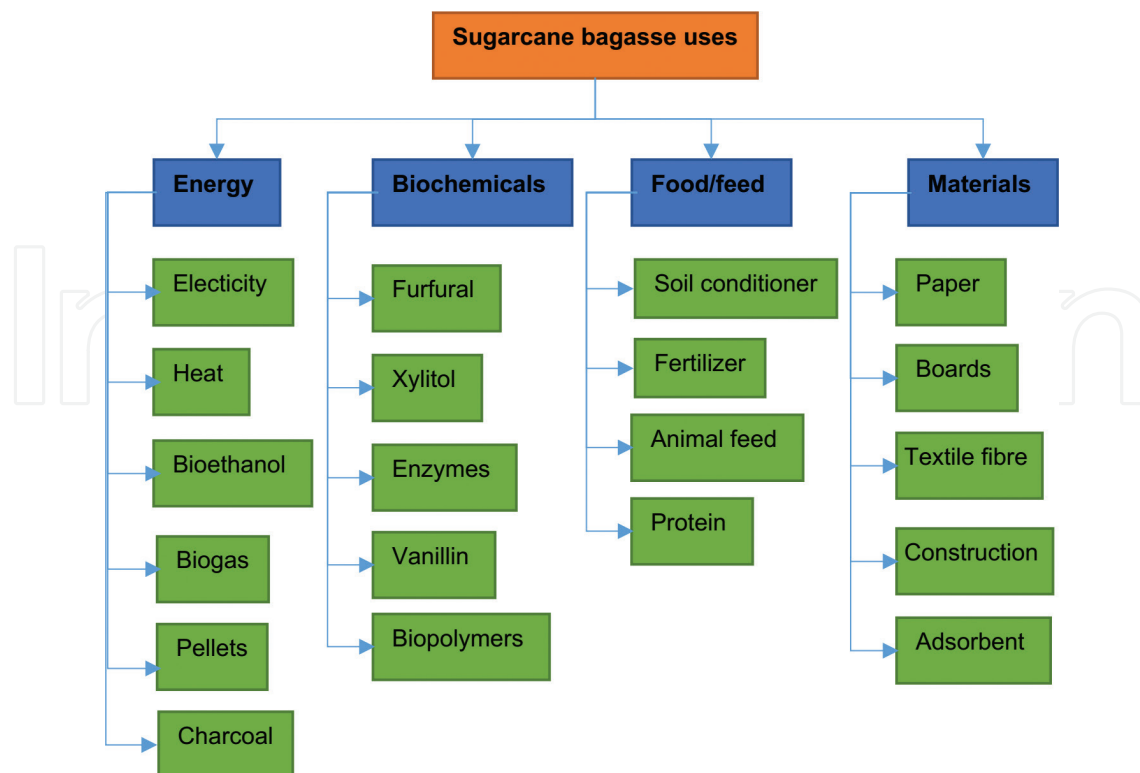 Sugarcane bagasse uses
Energy
Biochemicals
Food/feed
Materials
Electicity
Heat
Bioethanol
Biogas
Pellets
Charcoal
Furfural
Xylitol
Enzymes
Vanillin
Biopolymers
Soil conditioner
Fertilizer
Animal feed
Protein
Paper
Boards
Textile fibre
Construction
Adsorbent